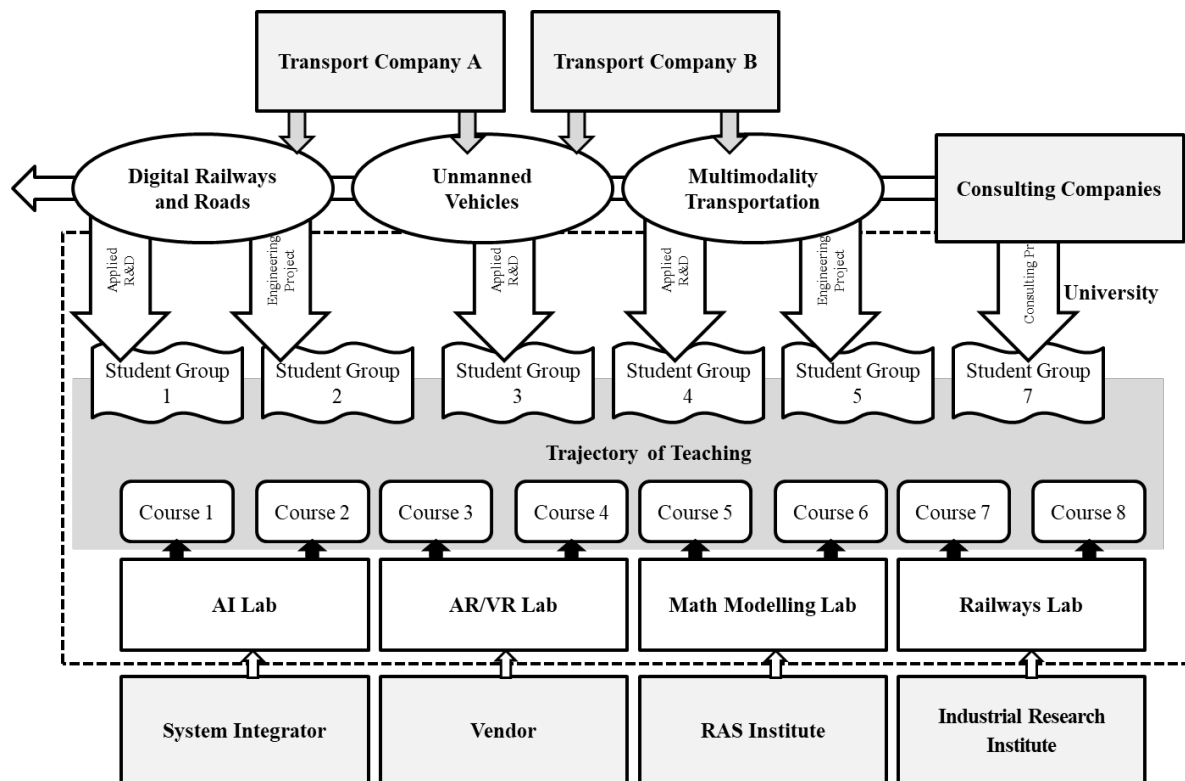 Transport Company A
Transport Company B
Digital Railways
and Roads
Unmanned
Vehicles
Multimodality
Transportation
Consulting Companies
Applied
R&D
Engineering
Project
Applied
R&D
Applied
R&D
Engineering
Project
Consulting Pr
University
Student Group
1
Student Group
2
Student Group
3
Student Group
4
Student Group
5
Student Group
7
Trajectory of Teaching
Course 1
Course 2
Course 3
Course 4
Course 5
Course 6
Course 7
Course 8
AI Lab
AR/VR Lab
Math Modelling Lab
Railways Lab
System Integrator
Vendor
RAS Institute
Industrial Research
Institute